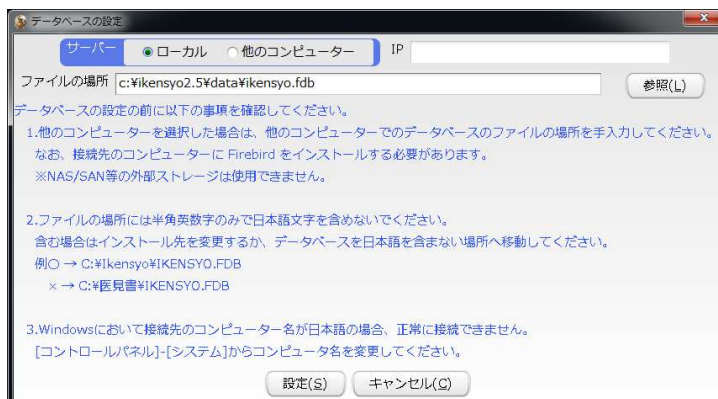 データベースの設定
サーバー ローカル 他のコンピューター IP
ファイルの場所 c:¥ikensyo2.5¥data¥ikensyo.fdb 参照(L)
データベースの設定の前に以下の事項を確認してください。
1.他のコンピューターを選択した場合は、他のコンピューターでのデータベースのファイルの場所を手入力してください。
なお、接続先のコンピューターに Firebird をインストールする必要があります。
※NAS/SAN等の外部ストレージは使用できません。
2.ファイルの場所には半角英数字のみで日本語文字を含めないでください。
含む場合はインストール先を変更するか、データベースを日本語を含まない場所へ移動してください。
例○ → C:¥Ikensyo¥IKENSYO.FDB
× → C:¥医見書¥IKENSYO.FDB
3.Windowsにおいて接続先のコンピューター名が日本語の場合、正常に接続できません。
[コントロールパネル]-[システム]からコンピュータ名を変更してください。
設定(S) キャンセル(C)